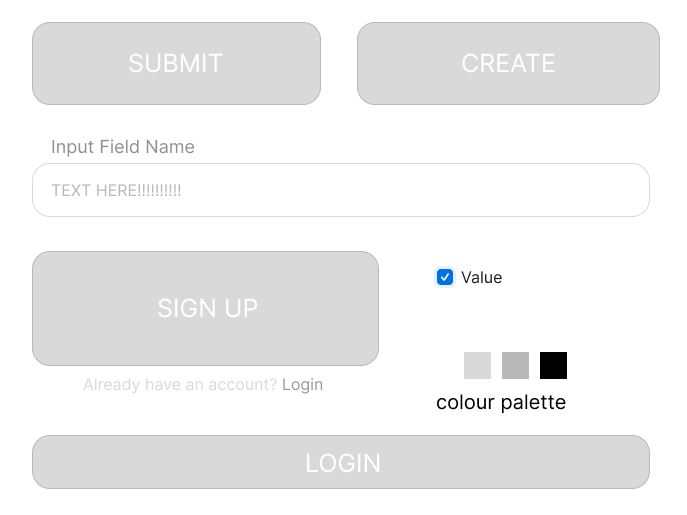 SUBMIT
CREATE
Input Field Name
TEXT HERE!!!!!!!!!!
SIGN UP
Value
Already have an account? Login
colour palette
LOGIN